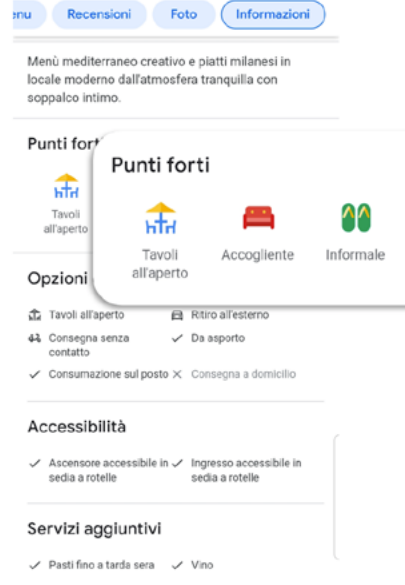 enu Recensioni Foto Informazioni
Menù mediterraneo creativo e piatti milanesi in
locale moderno dall'atmosfera tranquilla con
soppalco intimo.
Punti fort
Tavoli
all'aperto
Punti forti
Tavoli
all'aperto
Accogliente
Informale
Opzioni
Tavoli all'aperto
Ritiro all'esterno
Consegna senza
contatto
Da asporto
Consumazione sul posto
Consegna a domicilio
Accessibilità
Ascensore accessibile in
sedia a rotelle
Ingresso accessibile in
sedia a rotelle
Servizi aggiuntivi
Pasti fino a tarda sera
Vino